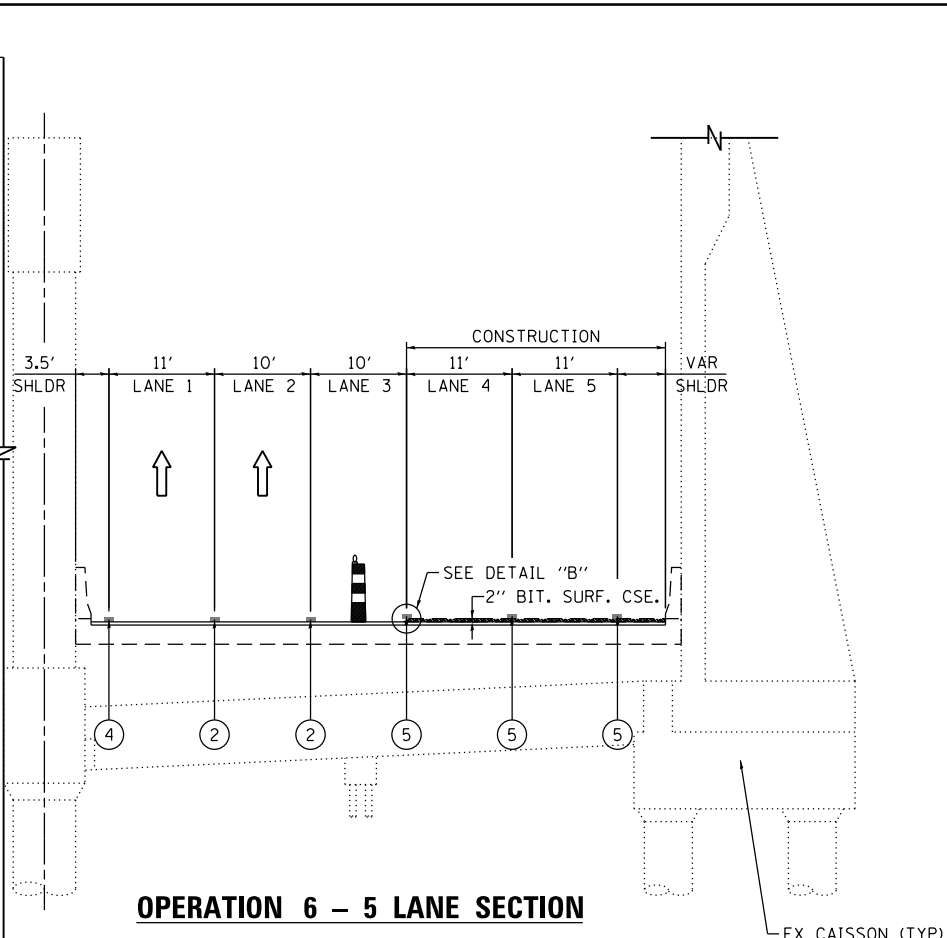 CONSTRUCTION
3.5' 11' 10' 10' 11' 11' VAR
SHLDR LANE 1 LANE 2 LANE 3 LANE 4 LANE 5 SHLDR
SEE DETAIL "B"
2" BIT. SURF. CSE.
4 2 2 5 5 5
OPERATION 6 – 5 LANE SECTION
EX CAISSON (TYP)